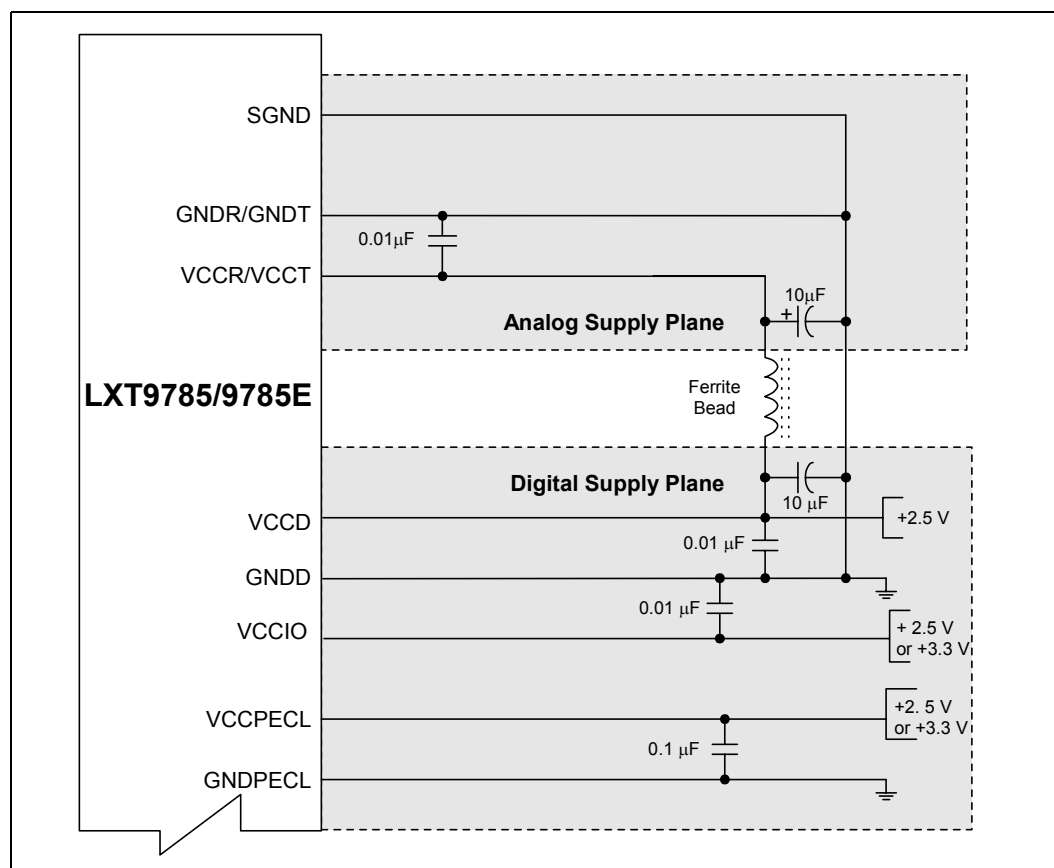 SGND
GNDR/GNDT
0.01μF
VCCR/VCCT
10μF
+
Analog Supply Plane
LXT9785/9785E
Ferrite
Bead
Digital Supply Plane
10 μF
VCCD
+2.5 V
0.01 μF
GNDD
0.01 μF
VCCIO
+ 2.5 V
or +3.3 V
VCCPECL
+2. 5 V
or +3.3 V
0.1 μF
GNDPECL